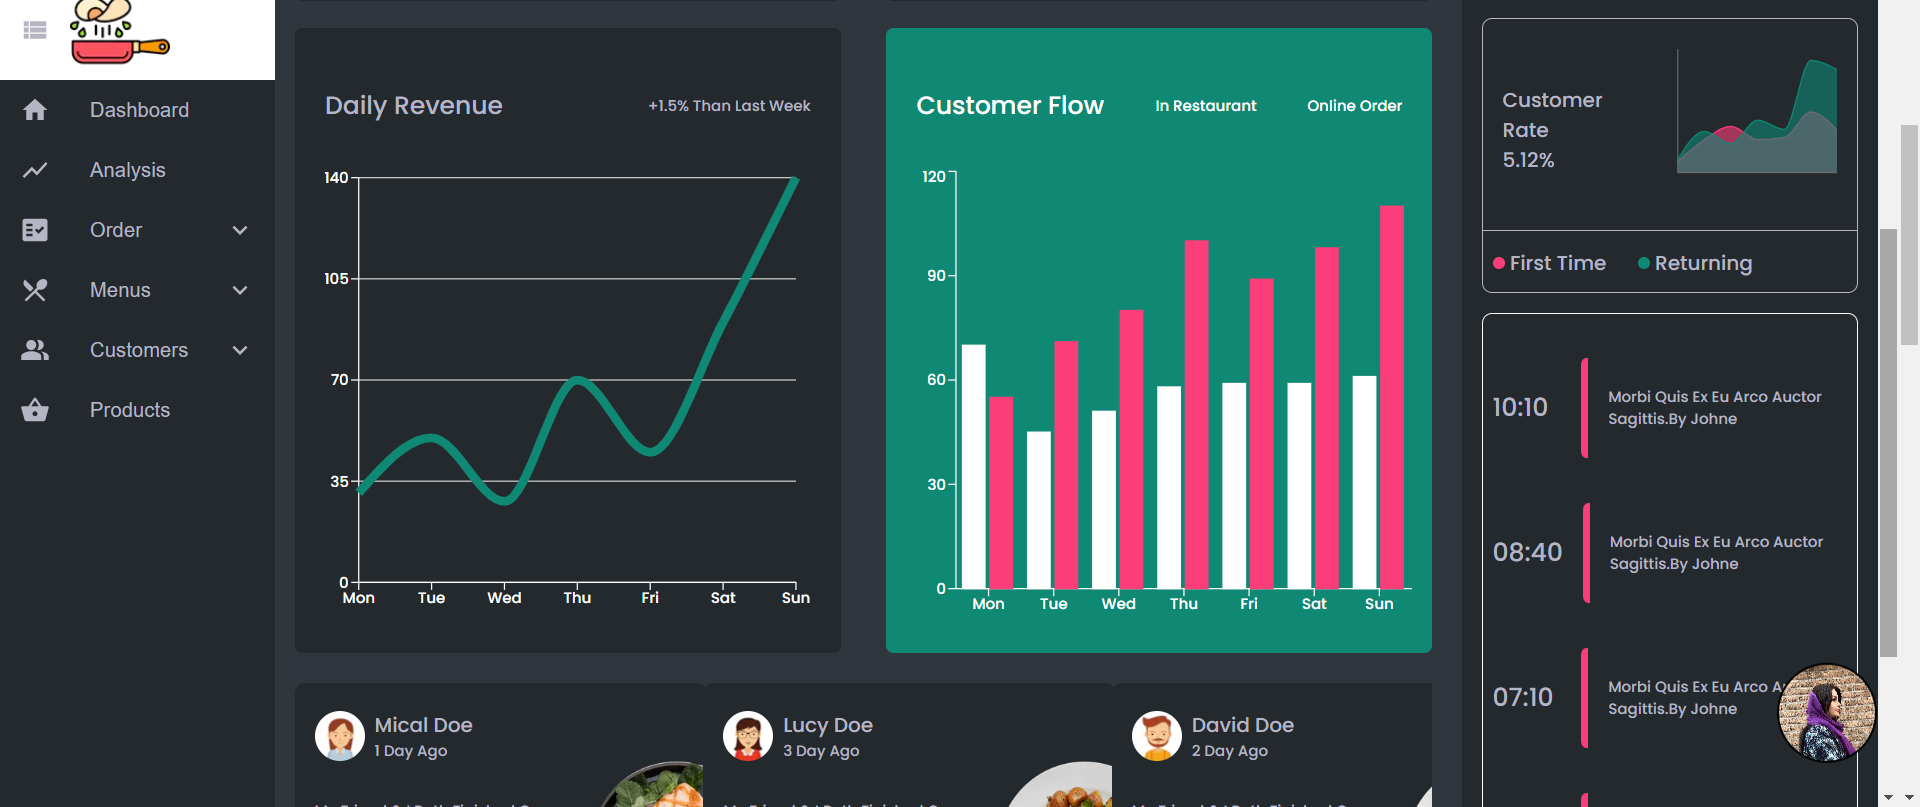 Dashboard
Analysis
Order
Menus
Customers
Products
Daily Revenue
+1.5% Than Last Week
140
105
70
35
0
Mon Tue Wed Thu Fri Sat Sun
Customer Flow
In Restaurant
Online Order
120
90
60
30
0
Mon Tue Wed Thu Fri Sat Sun
Mical Doe
1 Day Ago
Lucy Doe
3 Day Ago
David Doe
2 Day Ago
Customer
Rate
5.12%
First Time
Returning
10:10
Morbi Quis Ex Eu Arco Auctor
Sagittis.By Johne
08:40
Morbi Quis Ex Eu Arco Auctor
Sagittis.By Johne
07:10
Morbi Quis Ex Eu Arco
Sagittis.By Johne